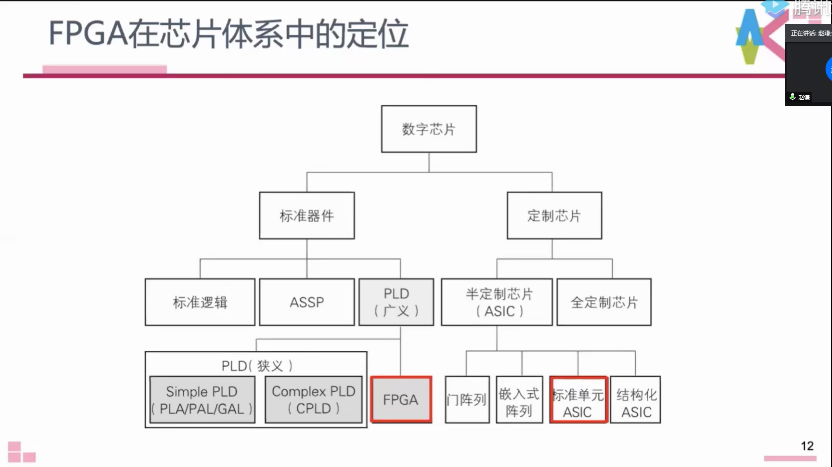 FPGA在芯片体系中的定位
正在讲话:
数字芯片
标准器件
定制芯片
标准逻辑
ASSP
PLD
(广义)
半定制芯片
(ASIC)
全定制芯片
PLD(狭义)
Simple PLD
(PLA/PAL/GAL)
Complex PLD
(CPLD)
FPGA
门阵列
嵌入式
阵列
标准单元
ASIC
结构化
ASIC
12